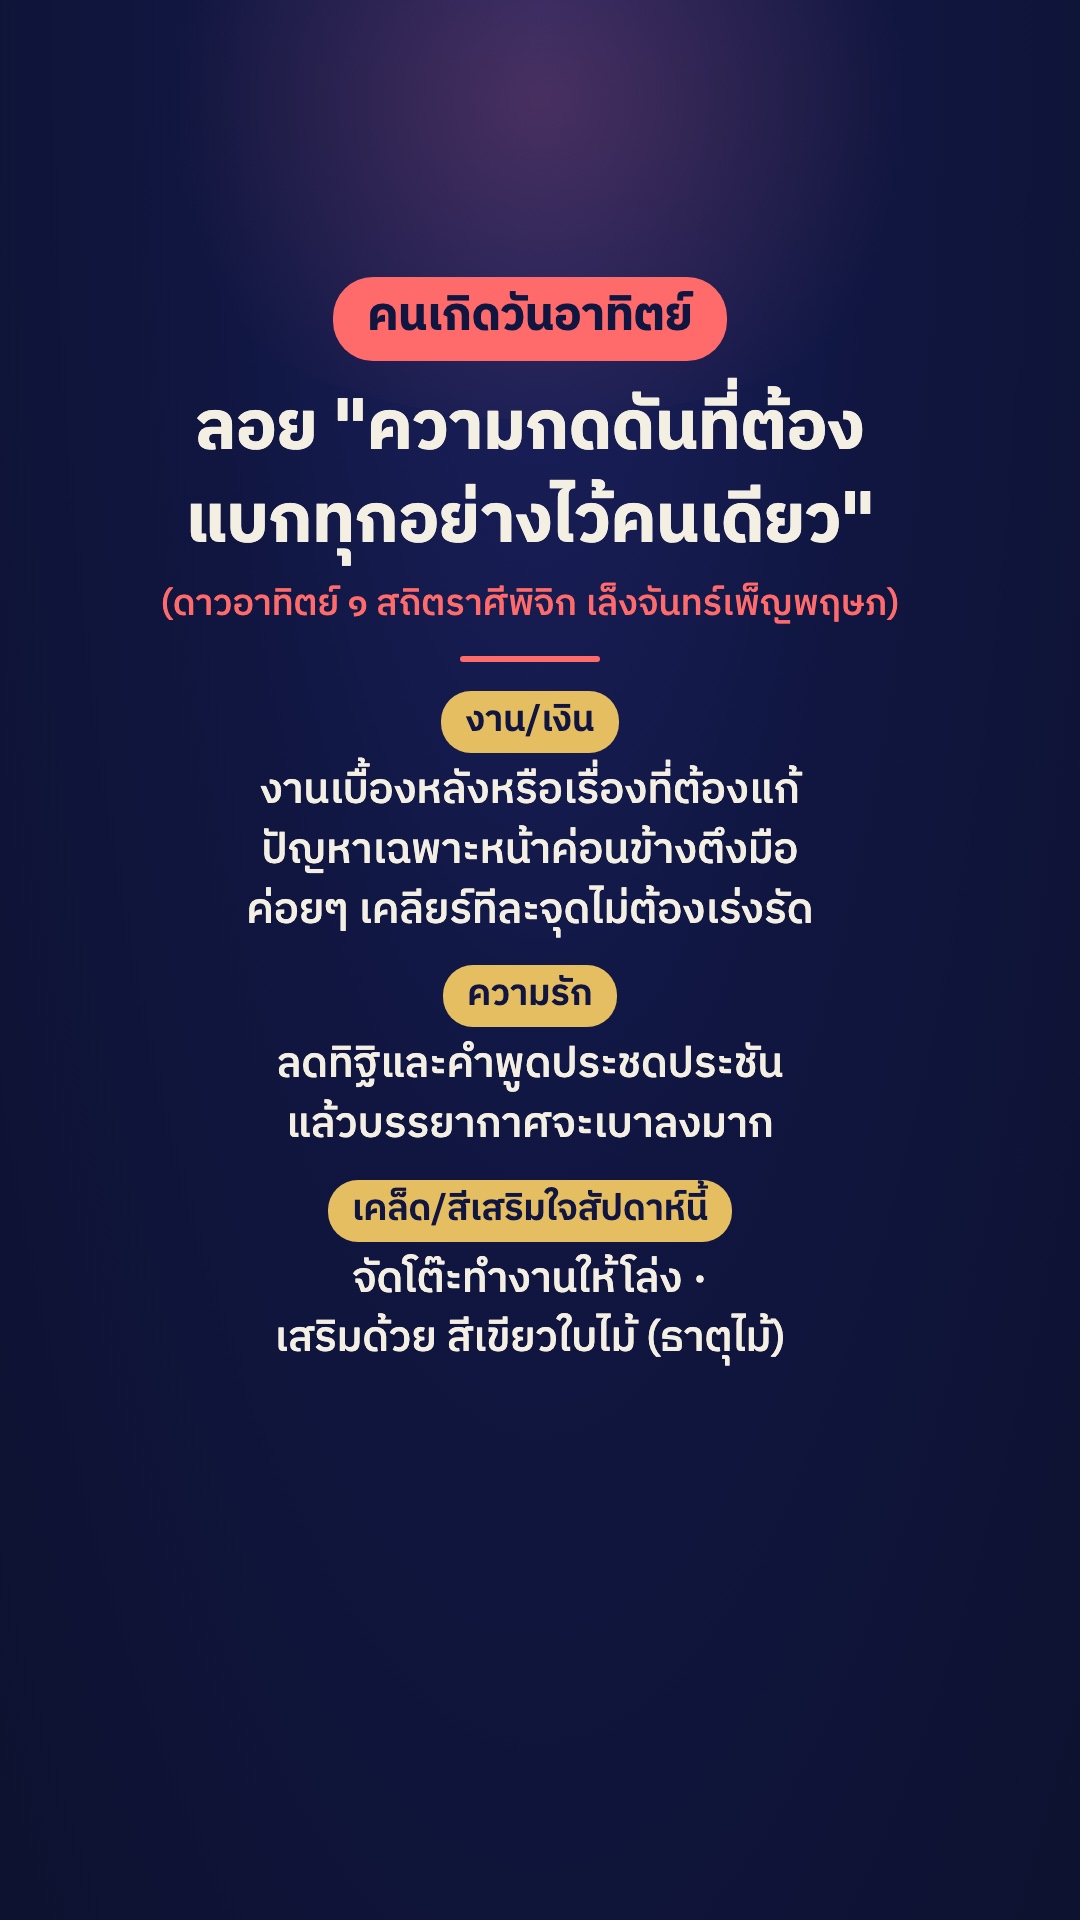 คนเกิดวันอาทิตย์
ลอย "ความกดดันที่ต้อง
แบกทุกอย่างไว้คนเดียว"
(ดาวอาทิตย์ ๑ สถิตราศีพิจิก เล็งจันทร์เพ็ญพฤษภ)
งาน/เงิน
งานเบื้องหลังหรือเรื่องที่ต้องแก้
ปัญหาเฉพาะหน้าค่อนข้างตึงมือ
ค่อยๆ เคลียร์ทีละจุดไม่ต้องเร่งรัด
ความรัก
ลดทิฐิและคำพูดประชดประชัน
แล้วบรรยากาศจะเบาลงมาก
เคล็ด/สีเสริมใจสัปดาห์นี้
จัดโต๊ะทำงานให้โล่ง ·
เสริมด้วย สีเขียวใบไม้ (ธาตุไม้)